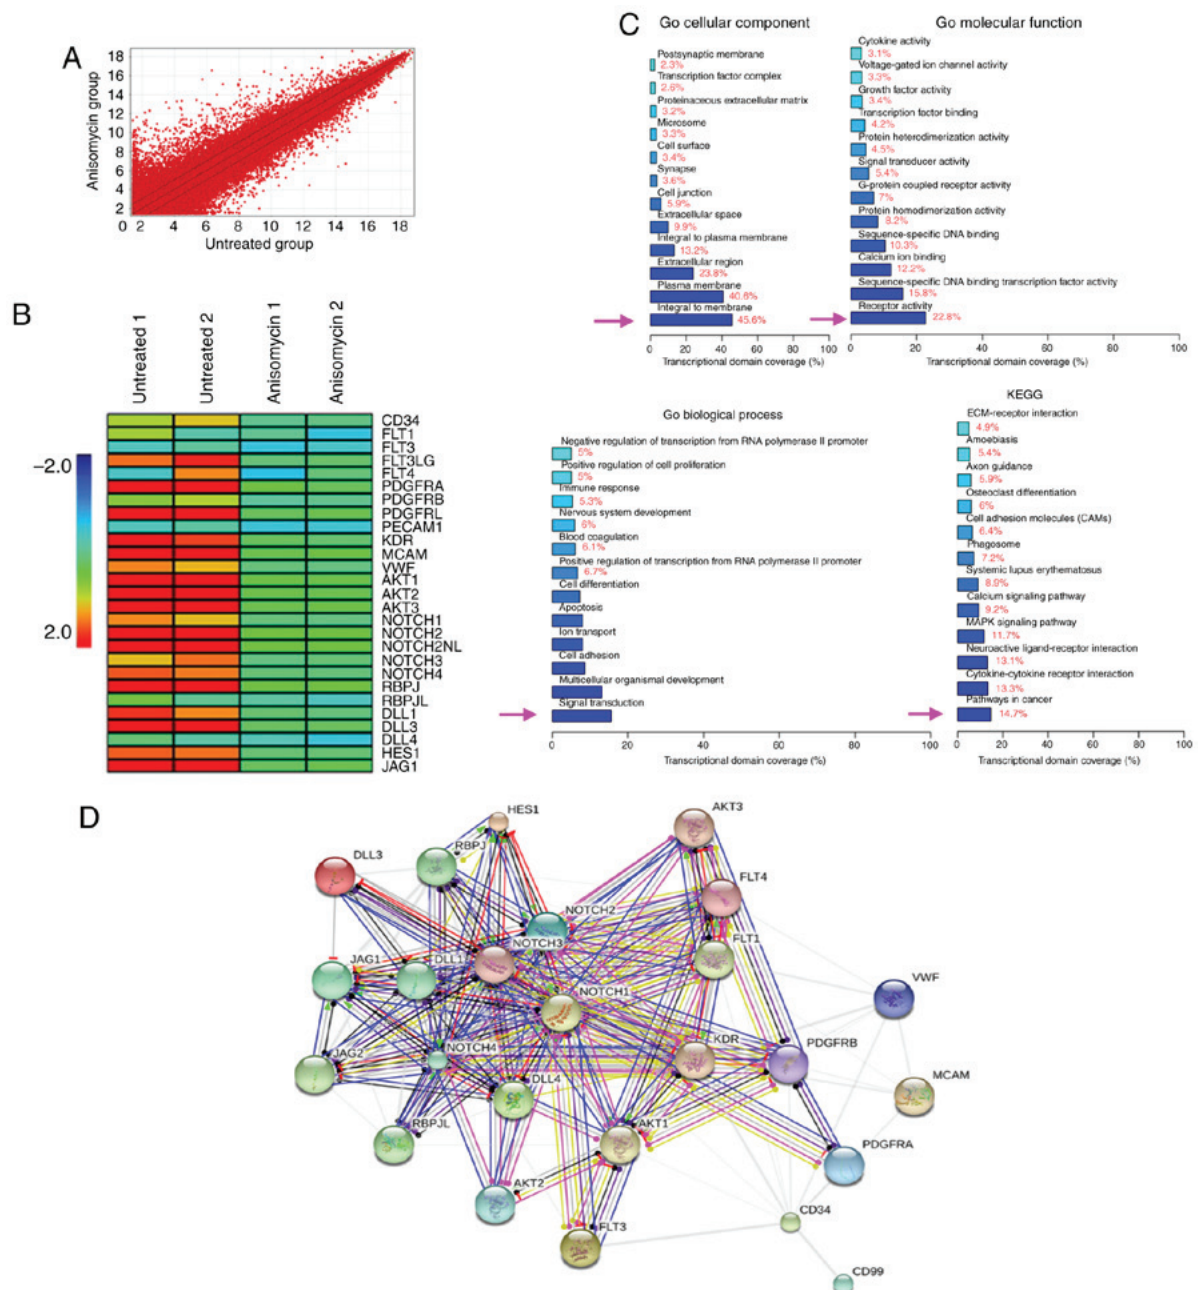 A
18
16
14
12
10
8
6
4
2
Anisomycin group
0 2 4 6 8 10 12 14 16 18
Untreated group
B
Untreated 1
Untreated 2
Anisomycin 1
Anisomycin 2
−2.0
2.0
CD34
FLT1
FLT3
FLT3LG
FLT4
PDGFRA
PDGFRB
PDGFRL
PECAM1
KDR
MCAM
VWF
AKT1
AKT2
AKT3
NOTCH1
NOTCH2
NOTCH2NL
NOTCH3
NOTCH4
RBPJ
RBPJL
DLL1
DLL3
DLL4
HES1
JAG1
C
Go cellular component
Postsynaptic membrane
2.3%
Transcription factor complex
2.6%
Proteinaceous extracellular matrix
3.2%
Microsome
3.3%
Cell surface
3.4%
Synapse
3.6%
Cell junction
5.9%
Extracellular space
9.9%
Integral to plasma membrane
13.2%
Extracellular region
23.8%
Plasma membrane
40.6%
Integral to membrane
45.6%
0 20 40 60 80 100
Transcriptional domain coverage (%)
Go molecular function
Cytokine activity
3.1%
Voltage-gated ion channel activity
3.3%
Growth factor activity
3.4%
Transcription factor binding
4.2%
Protein heterodimerization activity
4.5%
Signal transducer activity
5.4%
G-protein coupled receptor activity
7%
Protein homodimerization activity
8.2%
Sequence-specific DNA binding
10.3%
Calcium ion binding
12.2%
Sequence-specific DNA binding transcription factor activity
15.8%
Receptor activity
22.8%
0 20 40 60 80 100
Transcriptional domain coverage (%)
Go biological process
Negative regulation of transcription from RNA polymerase II promoter
5%
Positive regulation of cell proliferation
5%
Immune response
5.3%
Nervous system development
6%
Blood coagulation
6.1%
Positive regulation of transcription from RNA polymerase II promoter
6.7%
Cell differentiation
Apoptosis
Ion transport
Cell adhesion
Multicellular organismal development
Signal transduction
0 20 40 60 80 100
Transcriptional domain coverage (%)
KEGG
ECM-receptor interaction
4.9%
Amoebiasis
5.4%
Axon guidance
5.9%
Osteoclast differentiation
6%
Cell adhesion molecules (CAMs)
6.4%
Phagosome
7.2%
Systemic lupus erythematosus
8.9%
Calcium signaling pathway
9.2%
MAPK signaling pathway
11.7%
Neuroactive ligand-receptor interaction
13.1%
Cytokine-cytokine receptor interaction
13.3%
Pathways in cancer
14.7%
0 20 40 60 80 100
Transcriptional domain coverage (%)
D
HES1
AKT3
RBPJ
DLL3
FLT4
NOTCH2
FLT1
NOTCH3
JAG1
DLL1
VWF
NOTCH1
KDR
PDGFRB
NOTCH4
JAG2
MCAM
DLL4
RBPJL
AKT1
PDGFRA
AKT2
CD34
FLT3
CD99